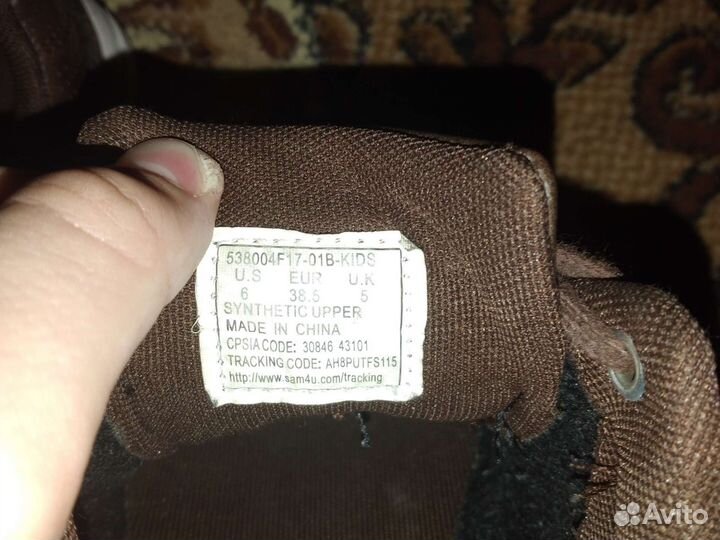 538004F17-01B-KIDS
U.S EUR U.K
6 38.5 5
SYNTHETIC UPPER
MADE IN CHINA
CPSIA CODE: 30846 43101
TRACKING CODE: AH8PUTFS115
http://www.sam4u.com/tracking
Avito